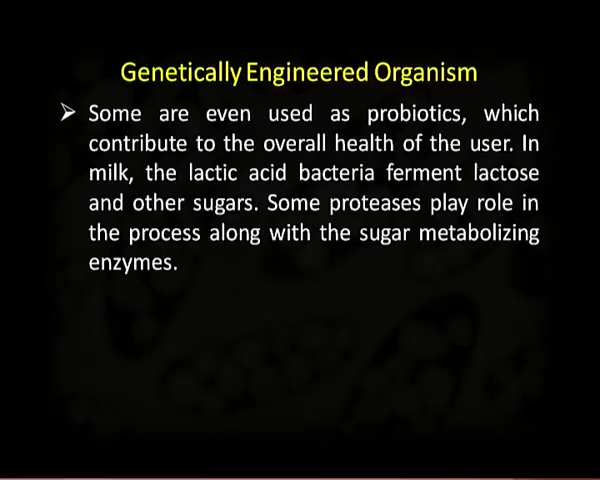 Genetically Engineered Organism
➢ Some are even used as probiotics, which
contribute to the overall health of the user. In
milk, the lactic acid bacteria ferment lactose
and other sugars. Some proteases play role in
the process along with the sugar metabolizing
enzymes.